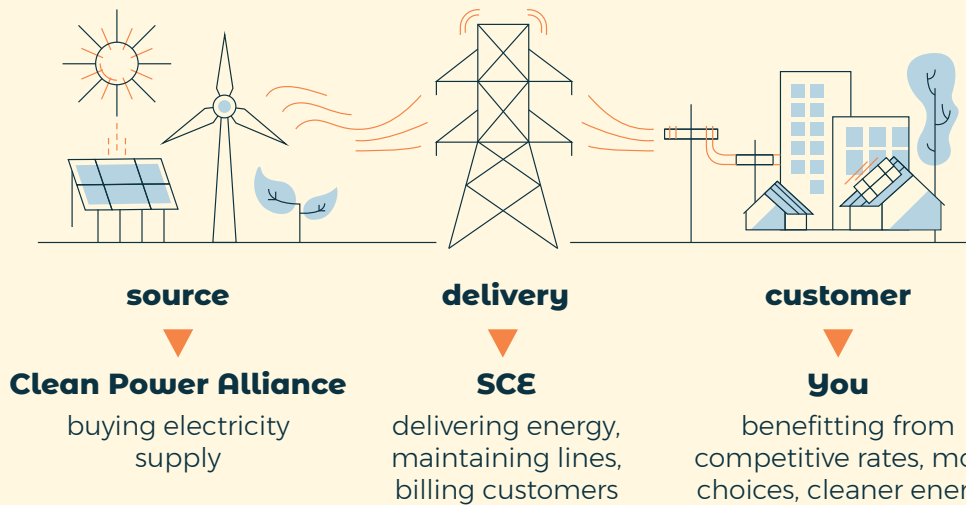 source
delivery
customer
Clean Power Alliance
SCE
You
buying electricity
supply
delivering energy,
maintaining lines,
billing customers
benefitting from
competitive rates,
choices, cleaner